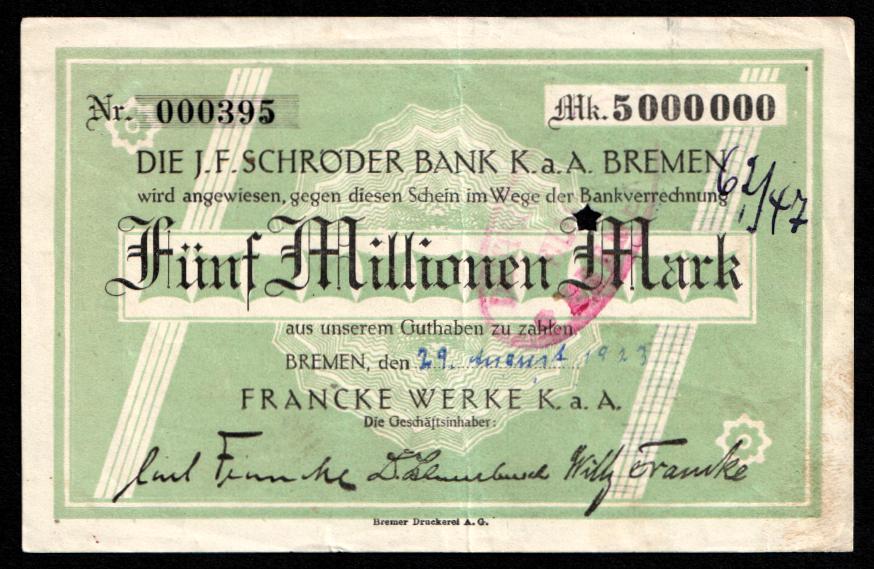 Nr. 000395
Mk. 5000000
DIE J.F. SCHRÖDER BANK K.a.A. BREMEN
wird angewiesen, gegen diesen Schein im Wege der Bankverrechnung
62/47
Fünf Millionen Mark
aus unserem Guthaben zu zahlen.
BREMEN, den 29. August 1923
FRANCKE WERKE K.a.A.
Die Geschäftsinhaber:
Carl Francke Willy Francke
Bremer Druckerei A. G.